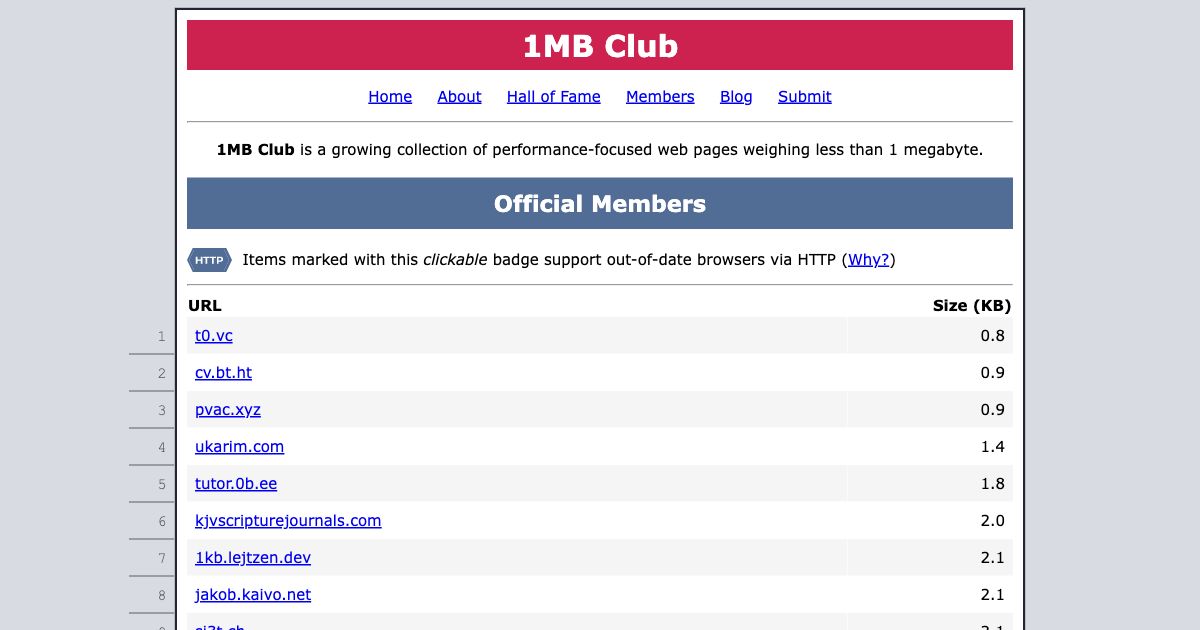 1MB Club
Home About Hall of Fame Members Blog Submit
1MB Club is a growing collection of performance-focused web pages weighing less than 1 megabyte.
Official Members
HTTP Items marked with this clickable badge support out-of-date browsers via HTTP (Why?)
URL Size (KB)
1 t0.vc 0.8
2 cv.bt.ht 0.9
3 pvac.xyz 0.9
4 ukarim.com 1.4
5 tutor.0b.ee 1.8
6 kjvscripturejournals.com 2.0
7 1kb.lejtzen.dev 2.1
8 jakob.kaivo.net 2.1